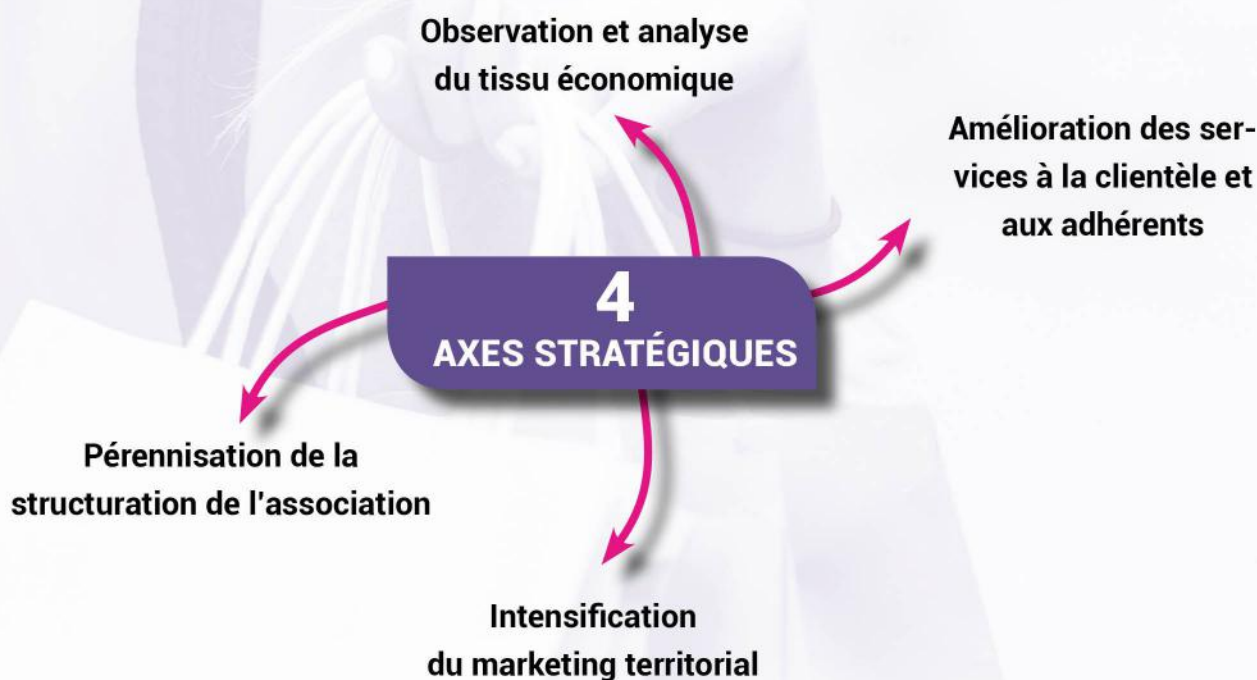 Observation et analyse
du tissu économique
Amélioration des ser-
vices à la clientèle et
aux adhérents
4
AXES STRATÉGIQUES
Pérennisation de la
structuration de l'association
Intensification
du marketing territorial